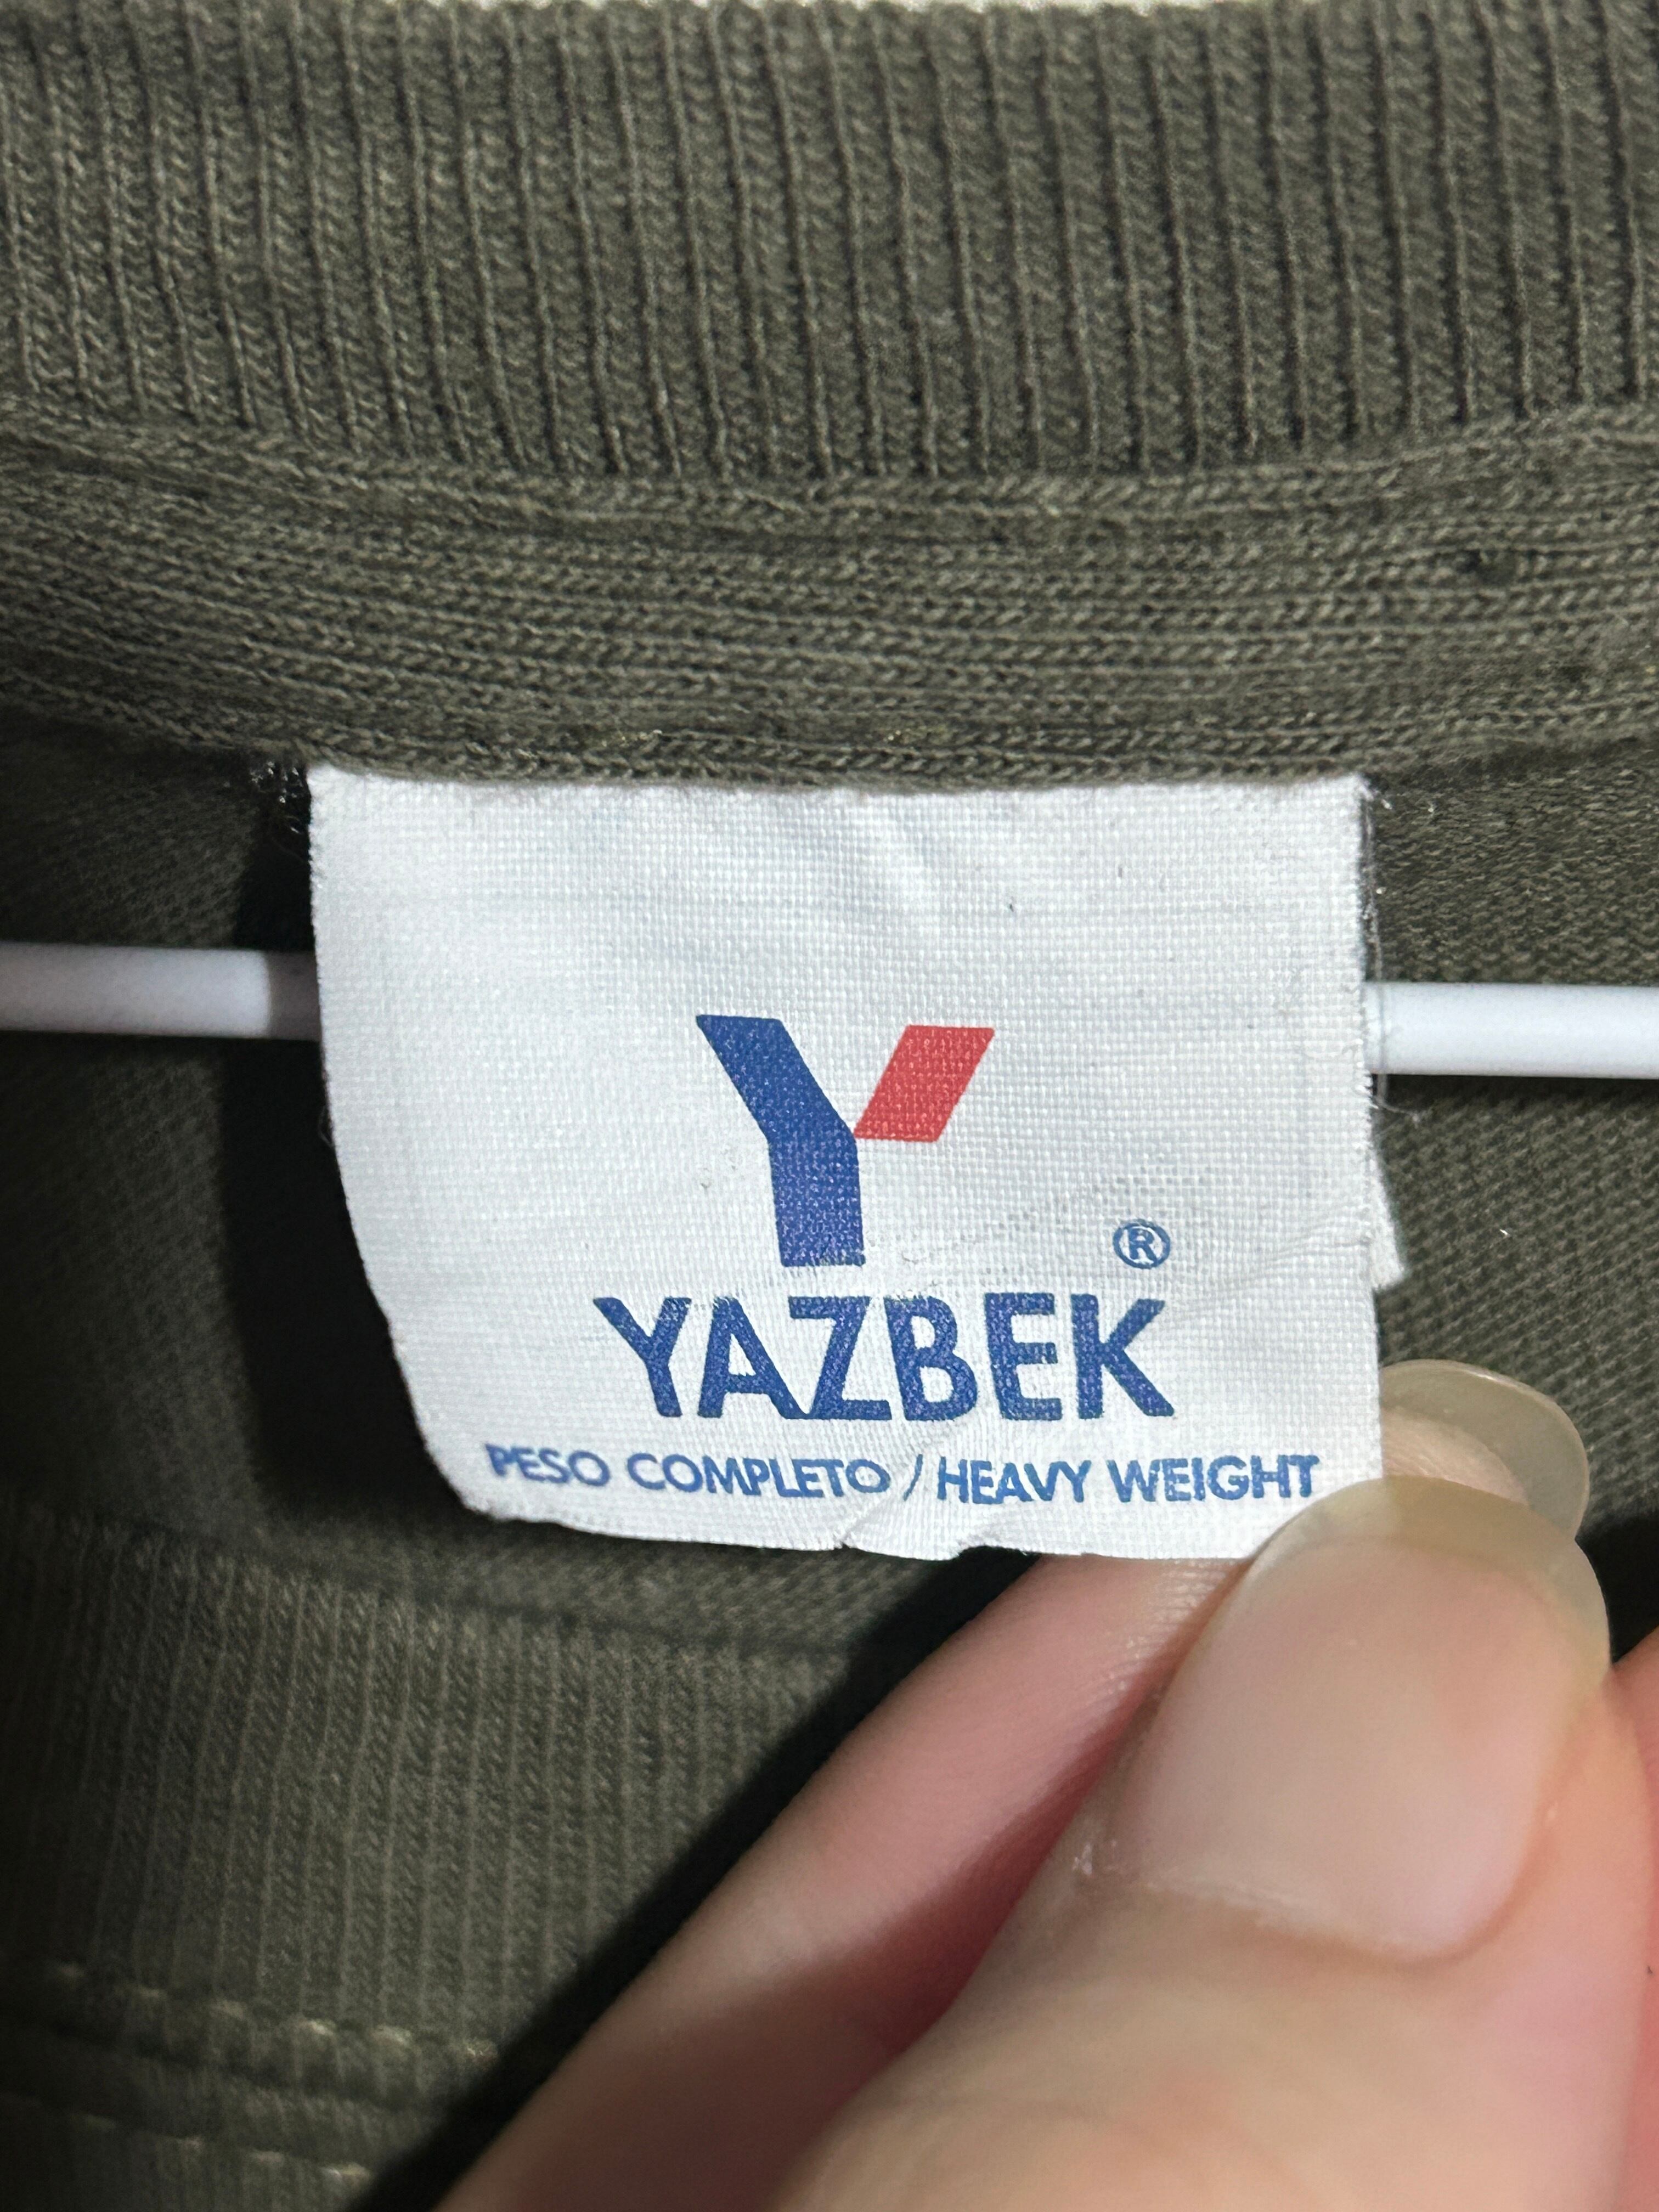 Y
®
YAZBEK
PESO COMPLETO / HEAVY WEIGHT